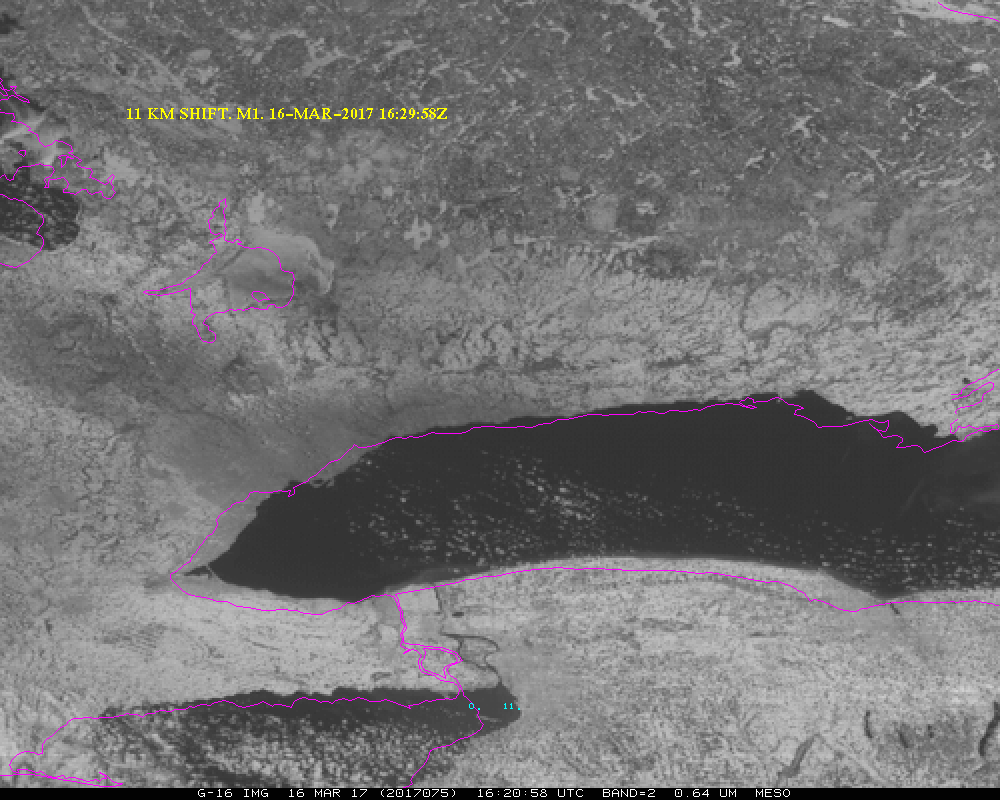 11 KM SHIFT. M1. 16-MAR-2017 16:29:58Z
0. 11.
G-16 IMG 16 MAR 17 (2017075) 16:20:58 UTC BAND=2 0.64 UM MESO